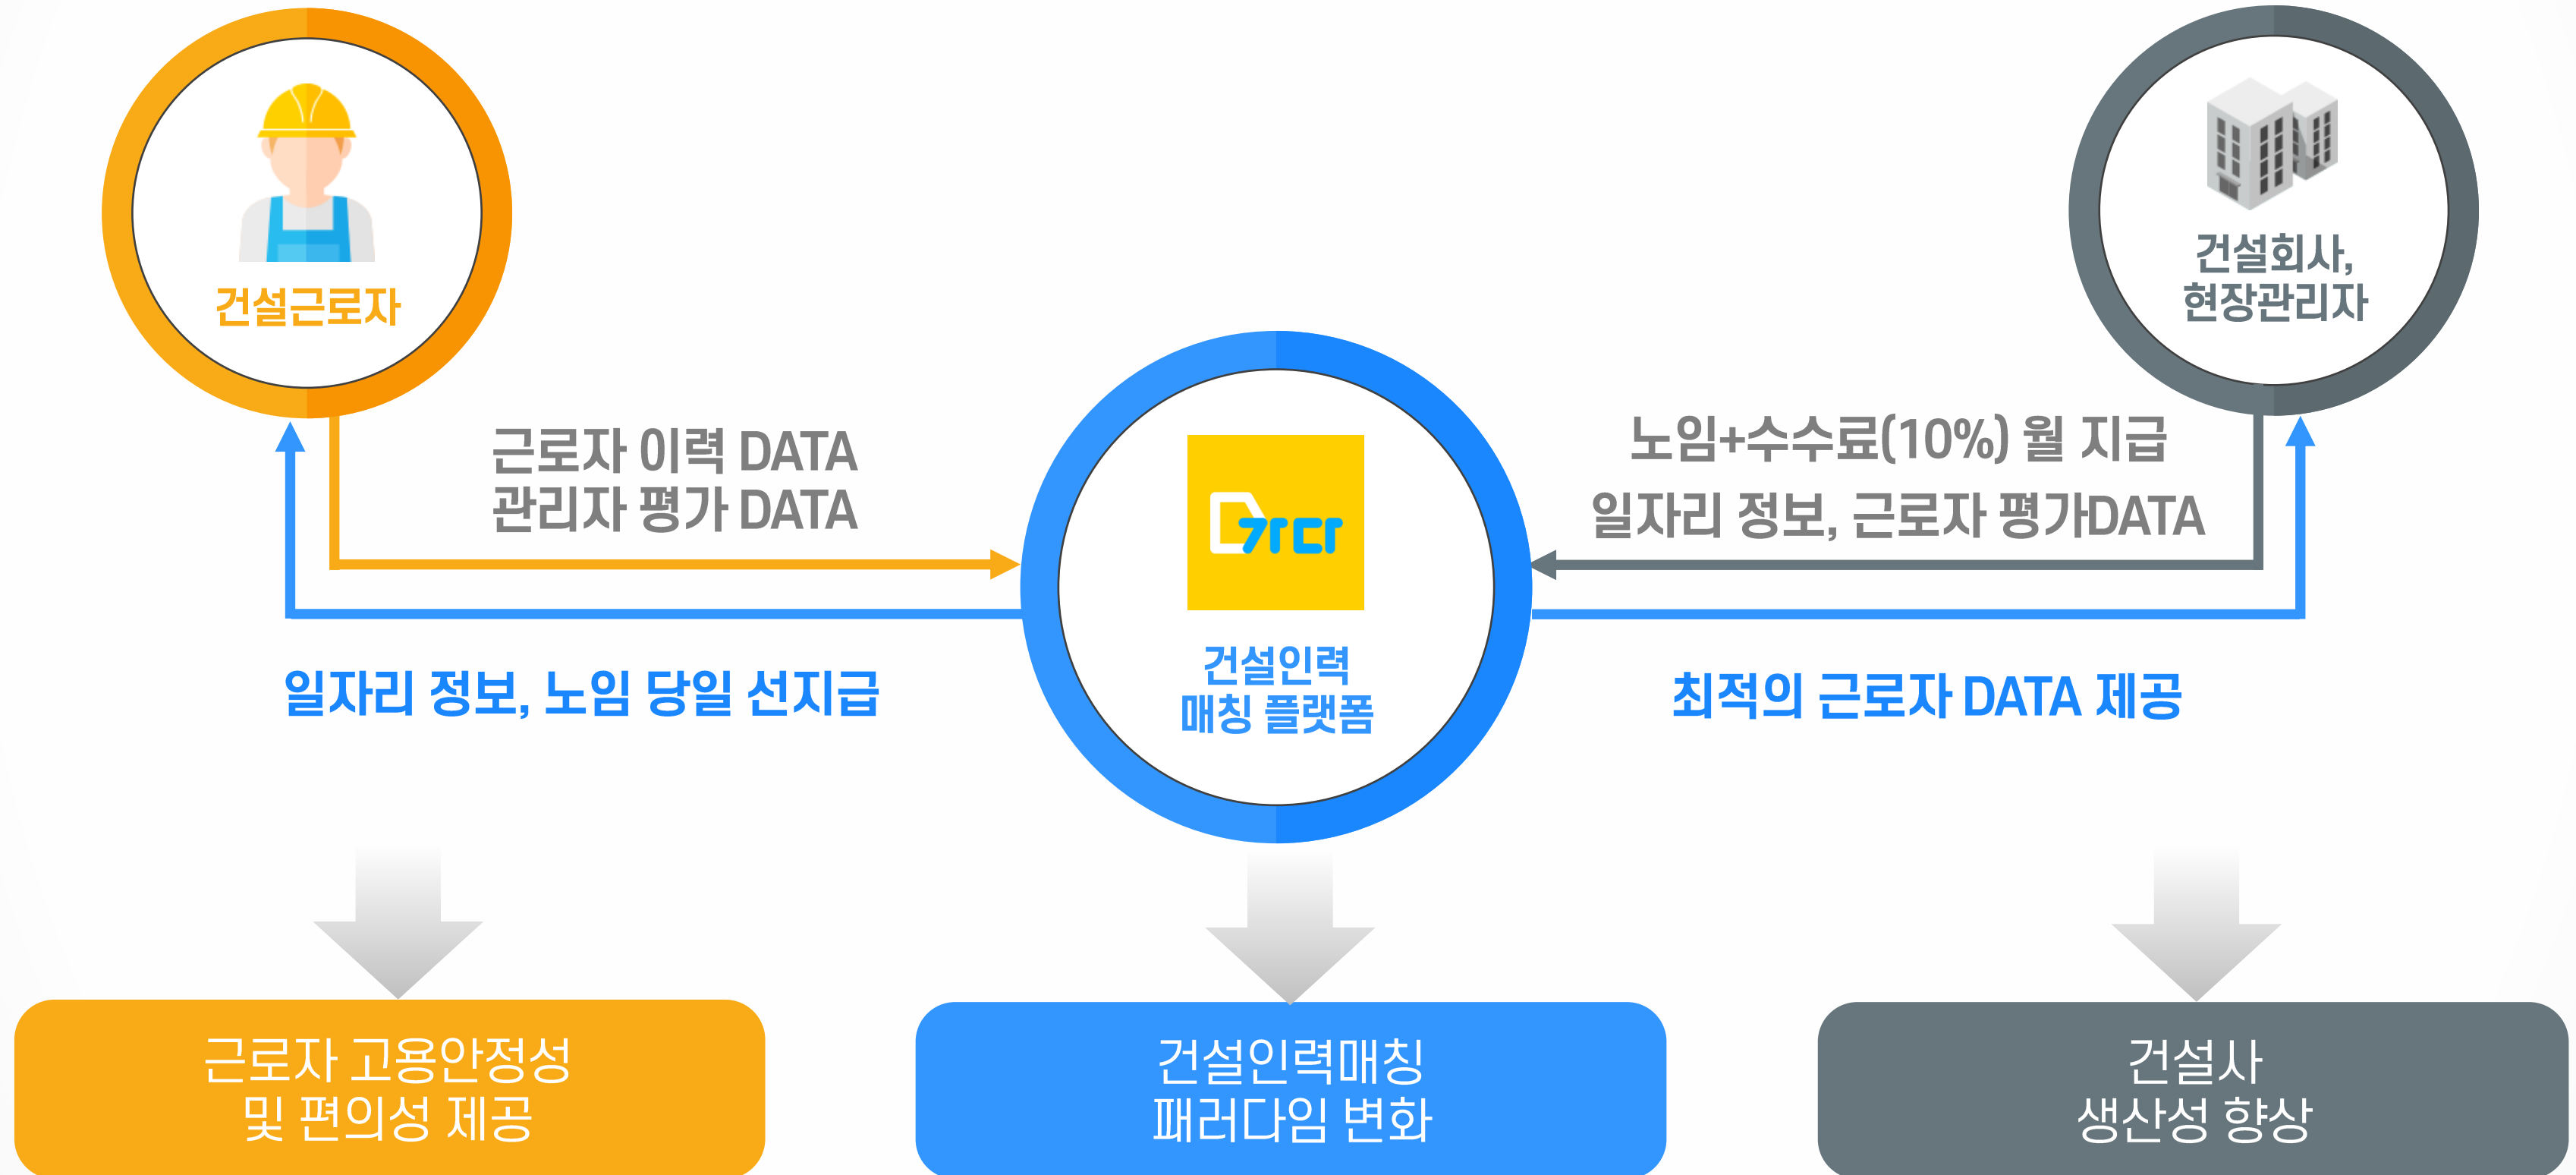 건설근로자
건설회사,
현장관리자
근로자 이력 DATA
관리자 평가 DATA
노임+수수료(10%) 월 지급
일자리 정보, 근로자 평가DATA
건설인력
매칭 플랫폼
일자리 정보, 노임 당일 선지급
최적의 근로자 DATA 제공
근로자 고용안정성
및 편의성 제공
건설인력매칭
패러다임 변화
건설사
생산성 향상